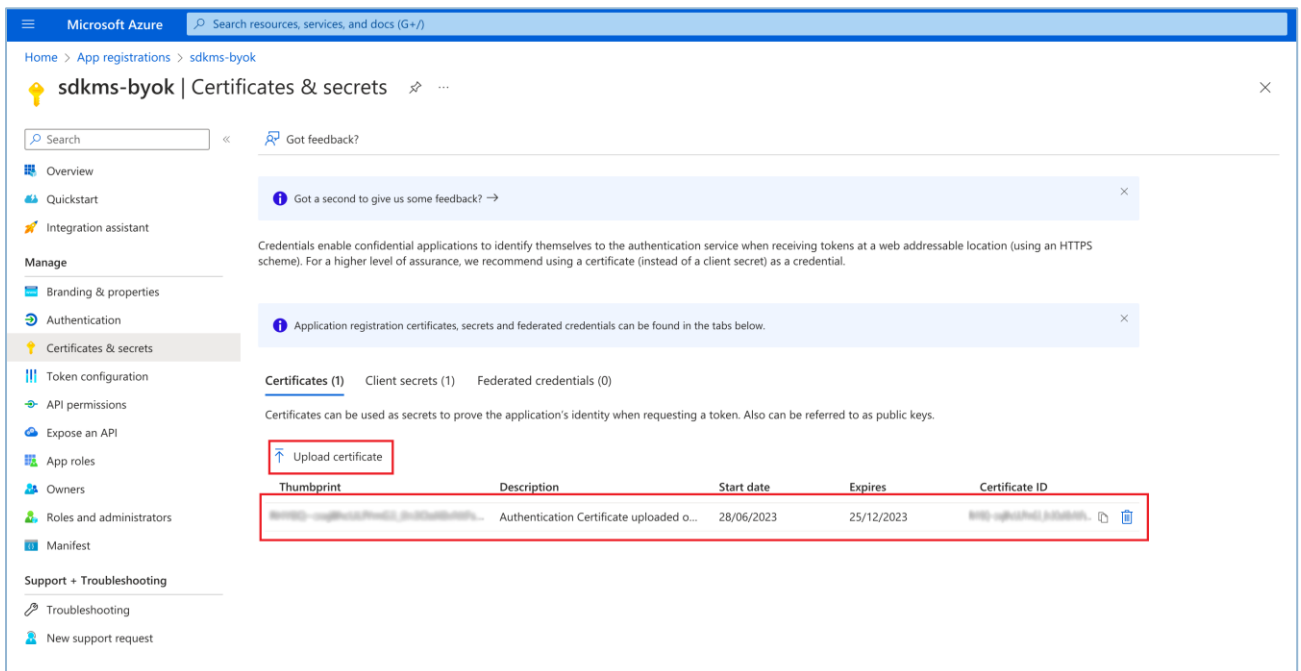 Microsoft Azure
Search resources, services, and docs (G+/)
Home > App registrations > sdkms-byok
sdkms-byok | Certificates & secrets
Search
Overview
Quickstart
Integration assistant
Manage
Branding & properties
Authentication
Certificates & secrets
Token configuration
API permissions
Expose an API
App roles
Owners
Roles and administrators
Manifest
Support + Troubleshooting
Troubleshooting
New support request
Got feedback?
Got a second to give us some feedback? →
Credentials enable confidential applications to identify themselves to the authentication service when receiving tokens at a web addressable location (using an HTTPS
scheme). For a higher level of assurance, we recommend using a certificate (instead of a client secret) as a credential.
Application registration certificates, secrets and federated credentials can be found in the tabs below.
Certificates (1) Client secrets (1) Federated credentials (0)
Certificates can be used as secrets to prove the application's identity when requesting a token. Also can be referred to as public keys.
Upload certificate
Thumbprint Description Start date Expires Certificate ID
Authentication Certificate uploaded o... 28/06/2023 25/12/2023